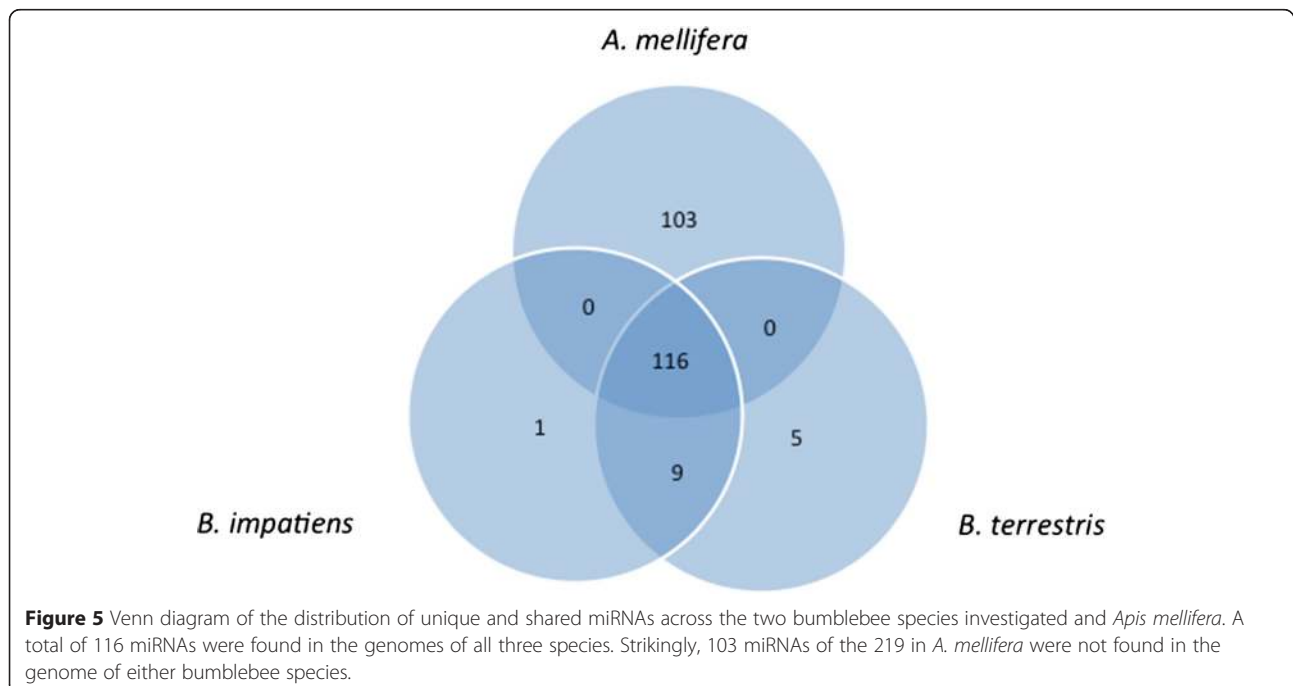 A. mellifera
103
0
0
116
1
5
9
B. impatiens
B. terrestris
Figure 5 Venn diagram of the distribution of unique and shared miRNAs across the two bumblebee species investigated and Apis mellifera. A
total of 116 miRNAs were found in the genomes of all three species. Strikingly, 103 miRNAs of the 219 in A. mellifera were not found in the
genome of either bumblebee species.